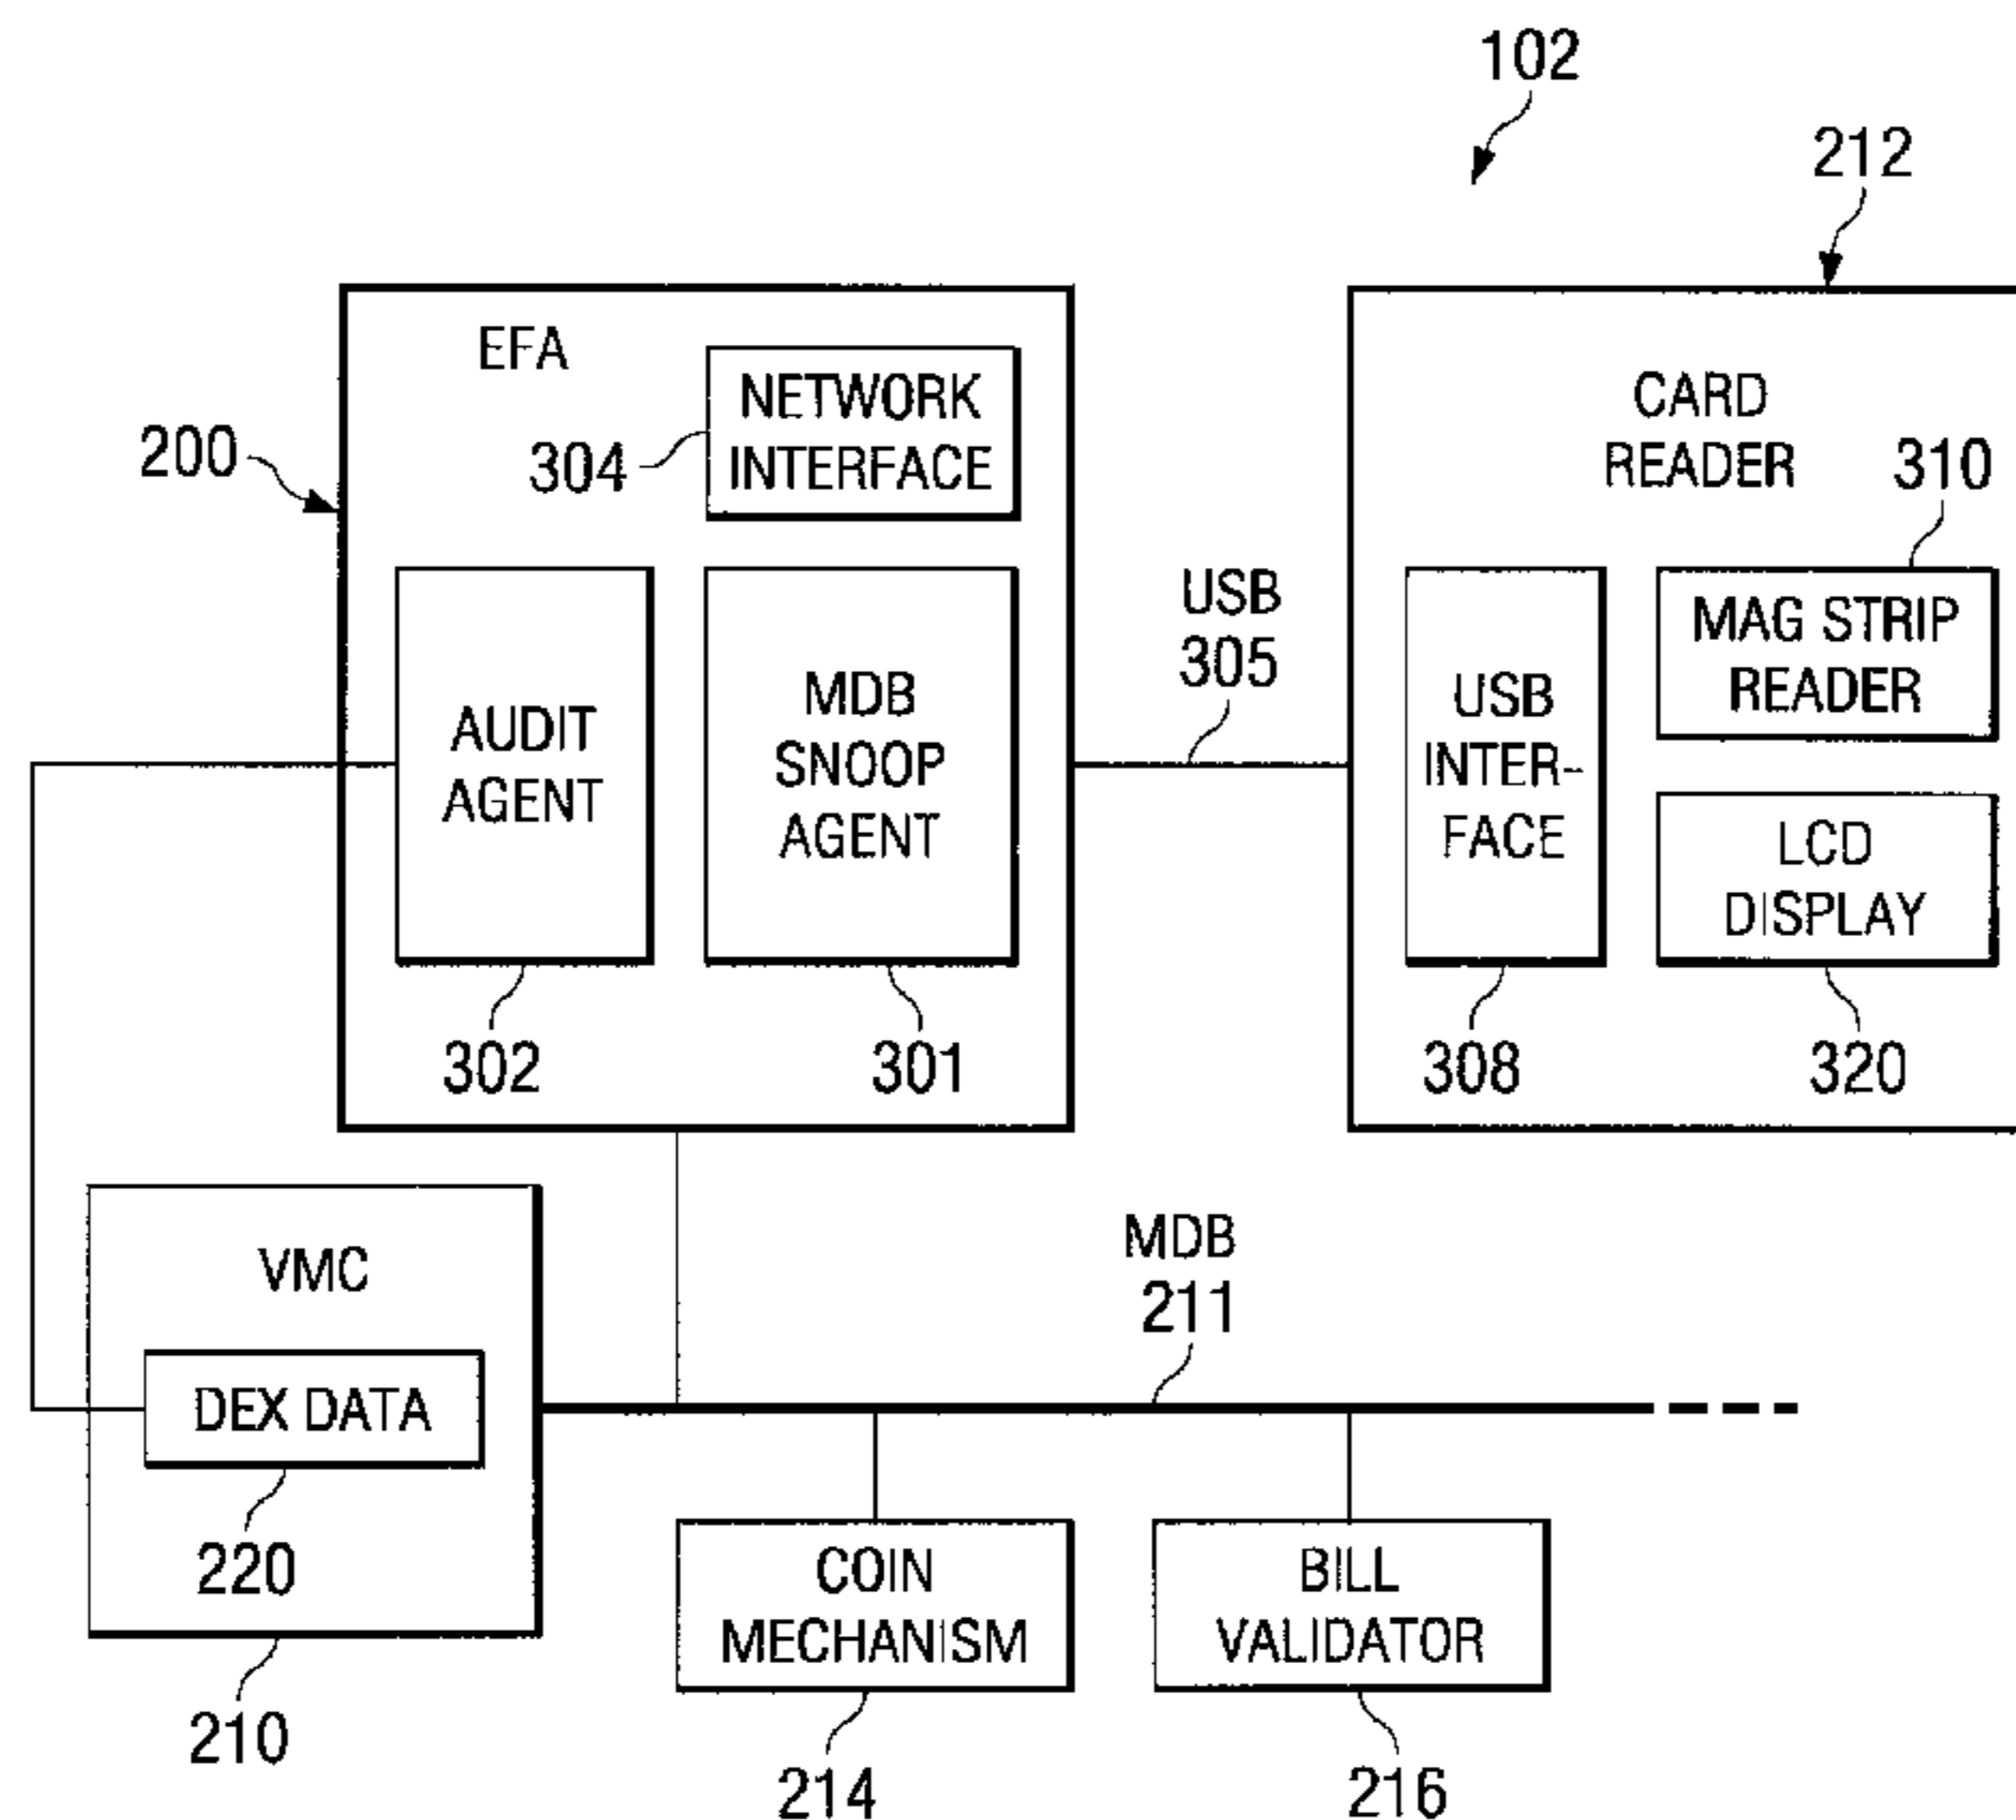 102
212
EFA
NETWORK
INTERFACE
304
200
CARD
READER
310
AUDIT
AGENT
MDB
SNOOP
AGENT
USB
305
USB
INTER-
FACE
MAG STRIP
READER
LCD
DISPLAY
302
301
308
320
VMC
DEX DATA
220
210
MDB
211
COIN
MECHANISM
214
BILL
VALIDATOR
216